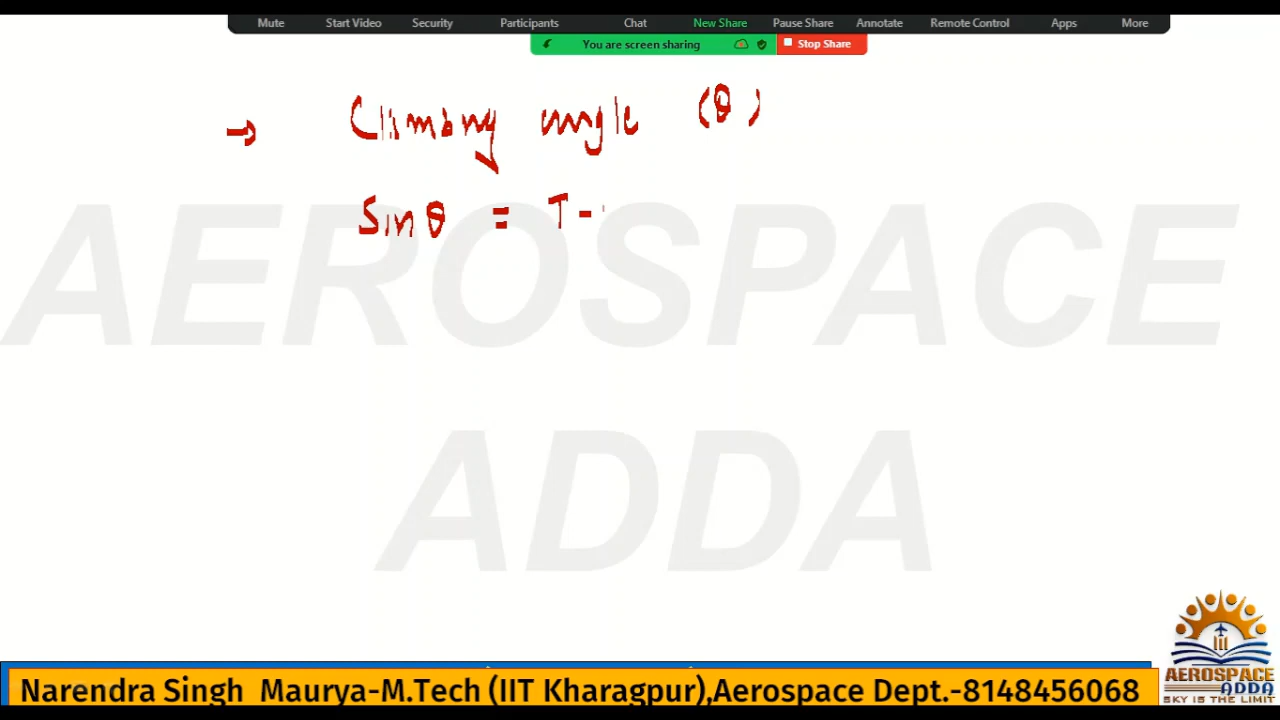 Mute Start Video Security Participants Chat New Share Pause Share Annotate Remote Control Apps More
You are screen sharing Stop Share
→ Climbing angle (θ)
Sinθ = T-
AEROSPACE
ADDA
Narendra Singh Maurya-M.Tech (IIT Kharagpur),Aerospace Dept.-8148456068
AEROSPACE
ADDA
SKY IS THE LIMIT